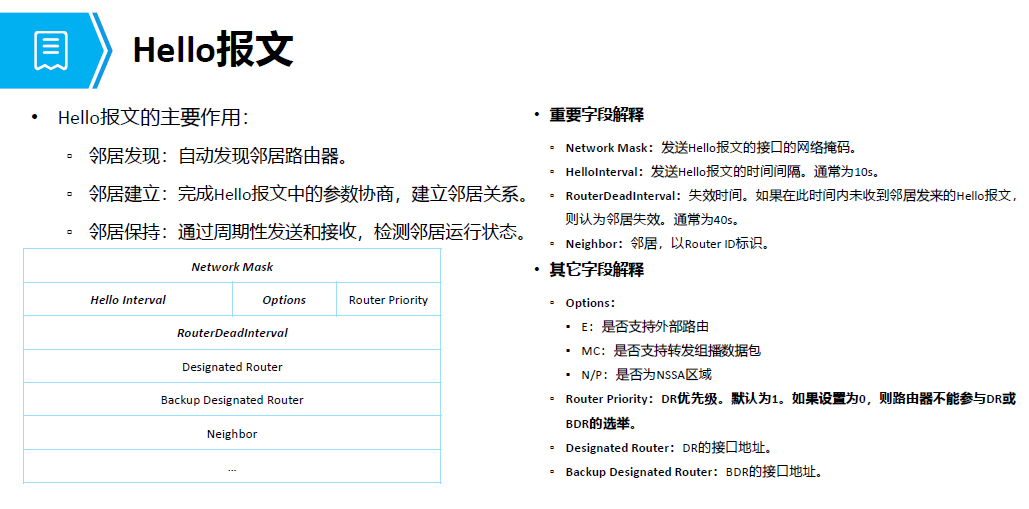 Hello报文
• Hello报文的主要作用：
▫ 邻居发现：自动发现邻居路由器。
▫ 邻居建立：完成Hello报文中的参数协商，建立邻居关系。
▫ 邻居保持：通过周期性发送和接收，检测邻居运行状态。
Network Mask
Hello Interval Options Router Priority
RouterDeadInterval
Designated Router
Backup Designated Router
Neighbor
...
• 重要字段解释
▫ Network Mask：发送Hello报文的接口的网络掩码。
▫ HelloInterval：发送Hello报文的时间间隔。通常为10s。
▫ RouterDeadInterval：失效时间。如果在此时间内未收到邻居发来的Hello报文，
则认为邻居失效。通常为40s。
▫ Neighbor：邻居，以Router ID标识。
• 其它字段解释
▫ Options：
▪ E：是否支持外部路由
▪ MC：是否支持转发组播数据包
▪ N/P：是否为NSSA区域
▫ Router Priority：DR优先级。默认为1。如果设置为0，则路由器不能参与DR或
BDR的选举。
▫ Designated Router：DR的接口地址。
▫ Backup Designated Router：BDR的接口地址。